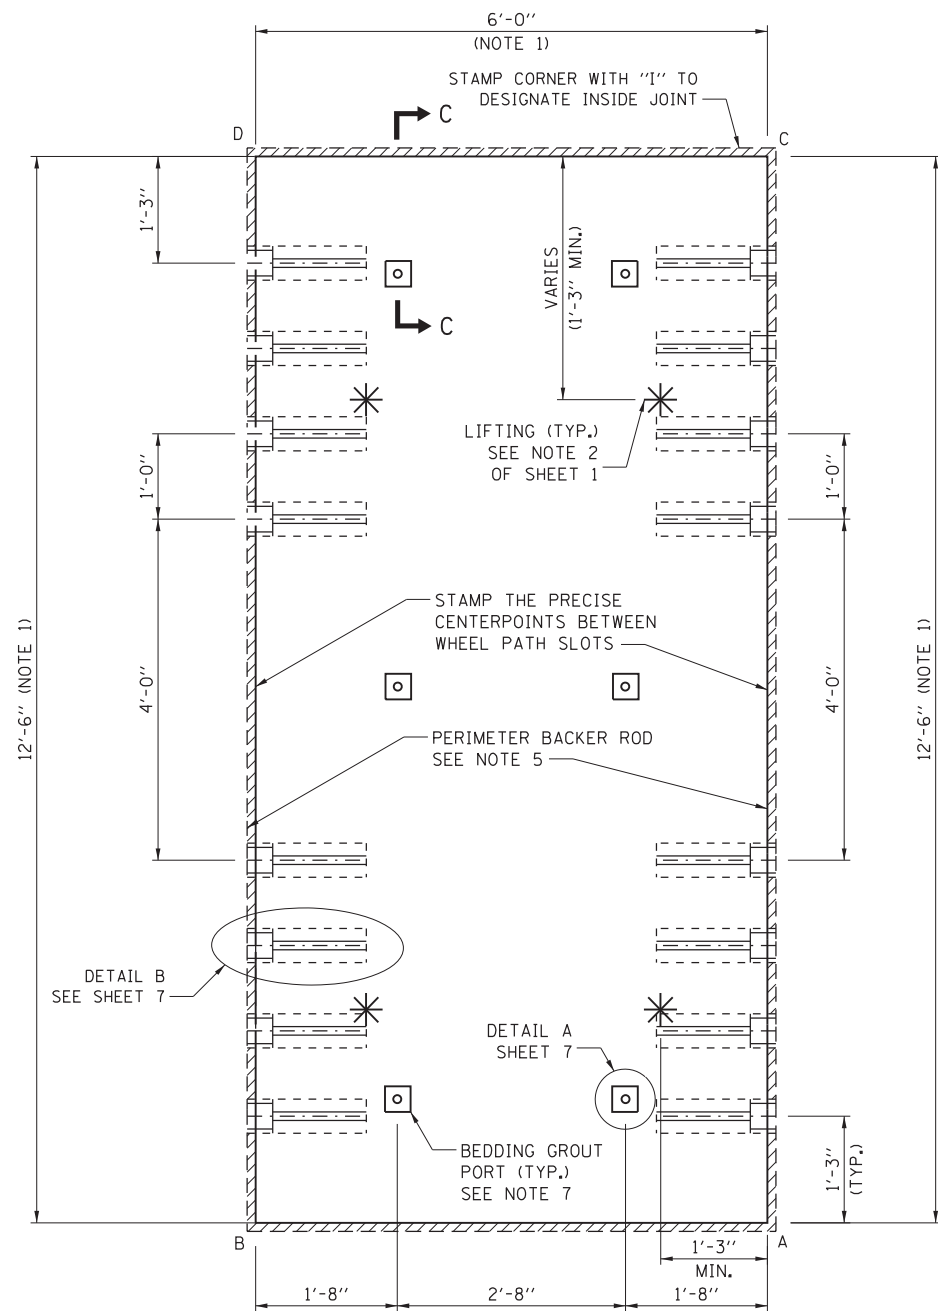 6'-0''
(NOTE 1)
STAMP CORNER WITH ''I'' TO
DESIGNATE INSIDE JOINT
C
D
C
1'-3''
VARIES
(1'-3'' MIN.)
C
LIFTING (TYP.)
SEE NOTE 2
OF SHEET 1
1'-0''
1'-0''
STAMP THE PRECISE
CENTERPOINTS BETWEEN
WHEEL PATH SLOTS
12'-6'' (NOTE 1)
4'-0''
4'-0''
12'-6'' (NOTE 1)
PERIMETER BACKER ROD
SEE NOTE 5
DETAIL B
SEE SHEET 7
DETAIL A
SHEET 7
BEDDING GROUT
PORT (TYP.)
SEE NOTE 7
1'-3''
(TYP.)
B
A
1'-3''
MIN.
1'-8''
2'-8''
1'-8''